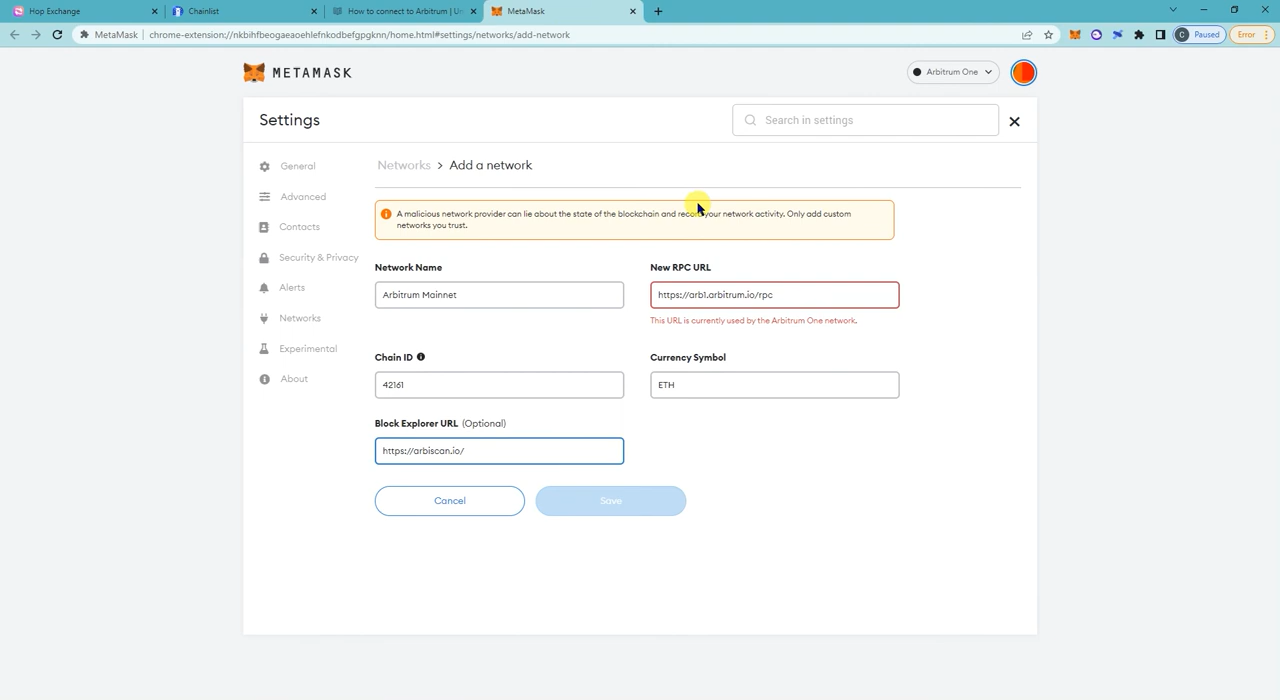 Hop Exchange
Chainlist
How to connect to Arbitrum | Un
MetaMask
MetaMask
chrome-extension://nkbihfbeogaeaoehlefnkodbefgpgknn/home.html#settings/networks/add-network
C
Paused
Error
METAMASK
Arbitrum One
Settings
Search in settings
General
Advanced
Contacts
Security & Privacy
Alerts
Networks
Experimental
About
Networks > Add a network
A malicious network provider can lie about the state of the blockchain and record your network activity. Only add custom
networks you trust.
Network Name
Arbitrum Mainnet
New RPC URL
https://arb1.arbitrum.io/rpc
This URL is currently used by the Arbitrum One network.
Chain ID
42161
Currency Symbol
ETH
Block Explorer URL (Optional)
https://arbiscan.io/
Cancel
Save